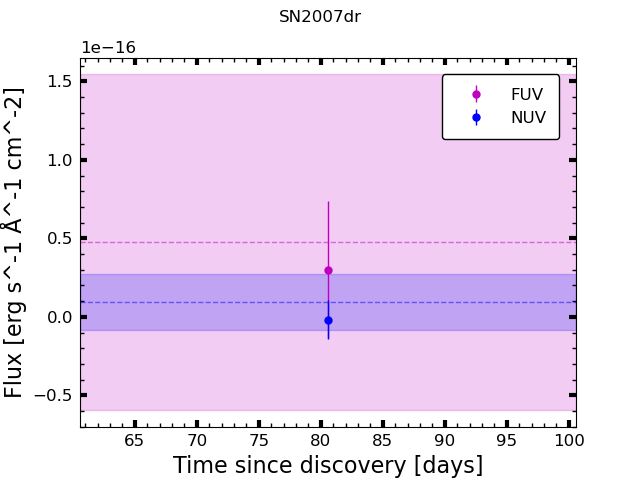 SN2007dr
1e−16
1.5
1.0
0.5
0.0
−0.5
Flux [erg s^-1 Å^-1 cm^-2]
FUV
NUV
65 70 75 80 85 90 95 100
Time since discovery [days]